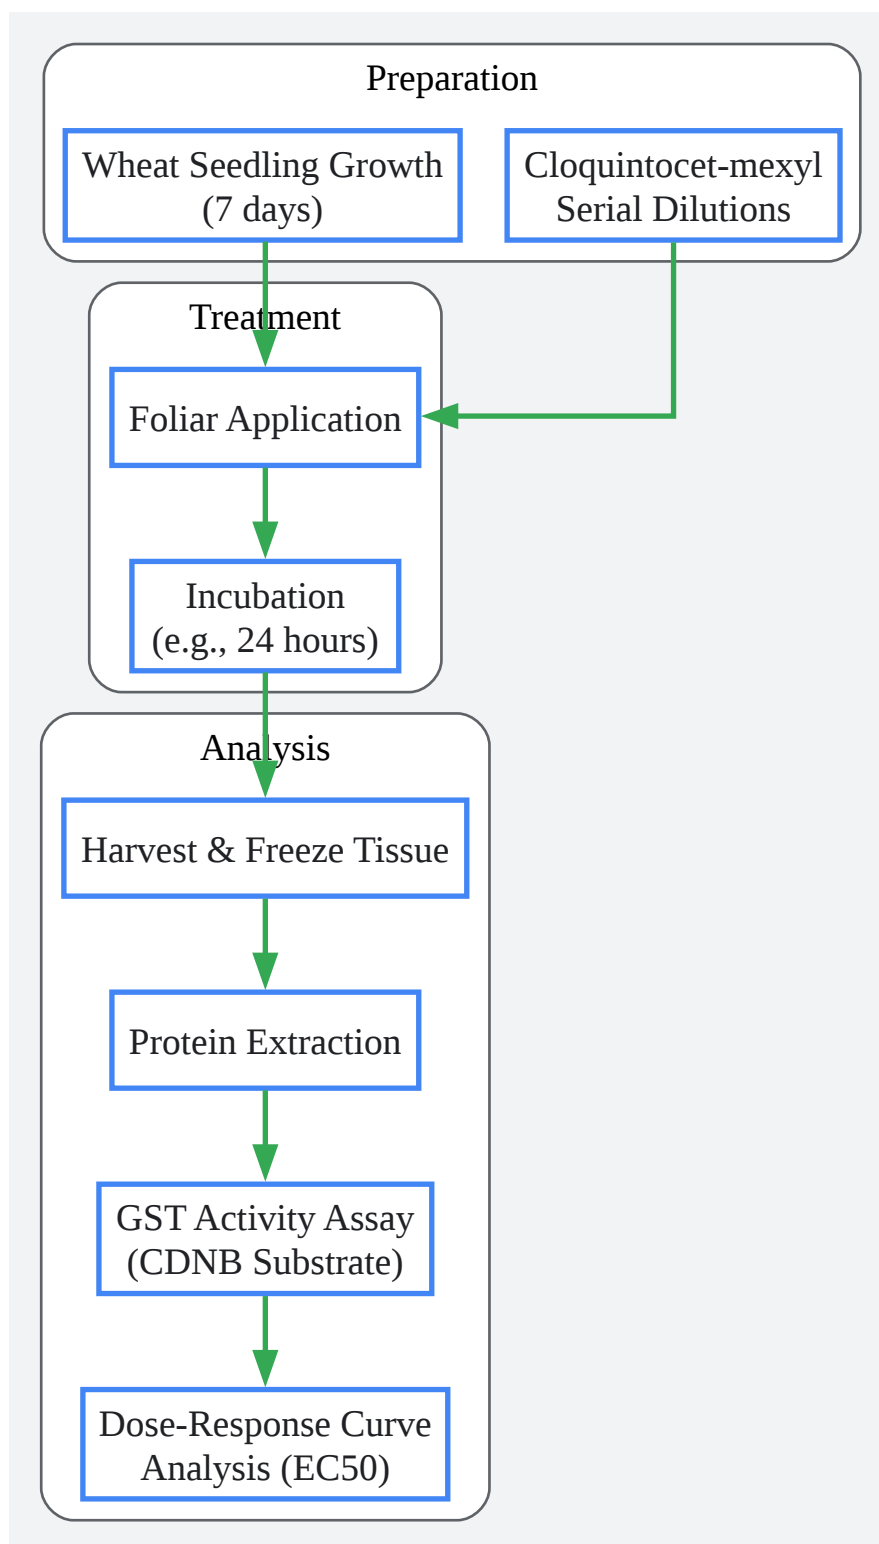 Preparation
Wheat Seedling Growth
(7 days)
Cloquintocet-mexyl
Serial Dilutions
Treatment
Foliar Application
Incubation
(e.g., 24 hours)
Analysis
Harvest & Freeze Tissue
Protein Extraction
GST Activity Assay
(CDNB Substrate)
Dose-Response Curve
Analysis (EC50)